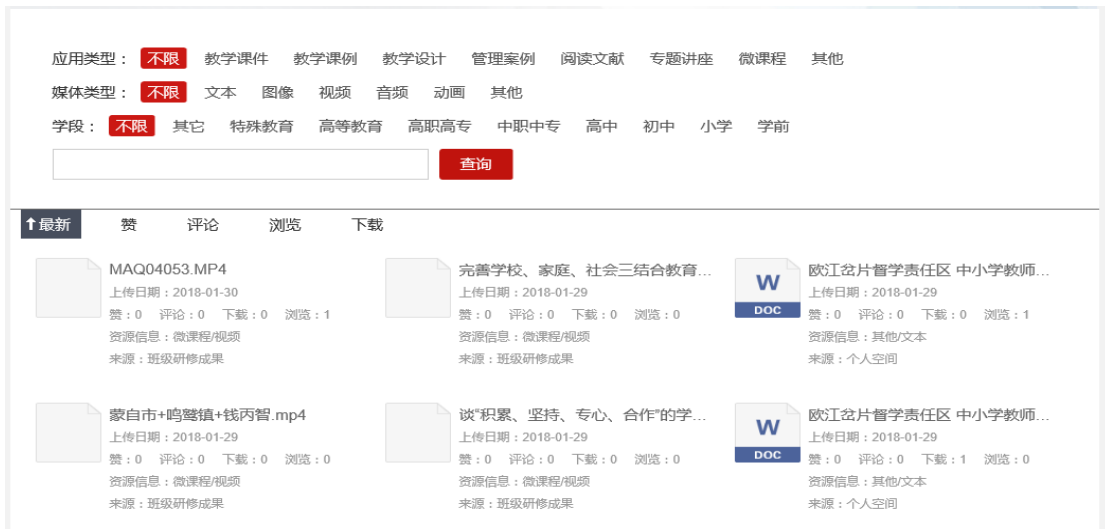 应用类型： 不限 教学课件 教学课例 教学设计 管理案例 阅读文献 专题讲座 微课程 其他
媒体类型： 不限 文本 图像 视频 音频 动画 其他
学段： 不限 其它 特殊教育 高等教育 高职高专 中职中专 高中 初中 小学 学前
查询
最新 赞 评论 浏览 下载
MAQ04053.MP4
上传日期：2018-01-30
赞：0 评论：0 下载：0 浏览：1
资源信息：微课程/视频
来源：班级研修成果
完善学校、家庭、社会三结合教育...
上传日期：2018-01-29
赞：0 评论：0 下载：0 浏览：0
资源信息：微课程/视频
来源：班级研修成果
W
DOC
欧江岔片督学责任区 中小学教师...
上传日期：2018-01-29
赞：0 评论：0 下载：0 浏览：1
资源信息：其他/文本
来源：个人空间
蒙自市+鸣鹫镇+钱丙智.mp4
上传日期：2018-01-29
赞：0 评论：0 下载：0 浏览：0
资源信息：微课程/视频
来源：班级研修成果
谈“积累、坚持、专心、合作”的学...
上传日期：2018-01-29
赞：0 评论：0 下载：0 浏览：0
资源信息：微课程/视频
来源：班级研修成果
W
DOC
欧江岔片督学责任区 中小学教师...
上传日期：2018-01-29
赞：0 评论：0 下载：1 浏览：0
资源信息：其他/文本
来源：个人空间